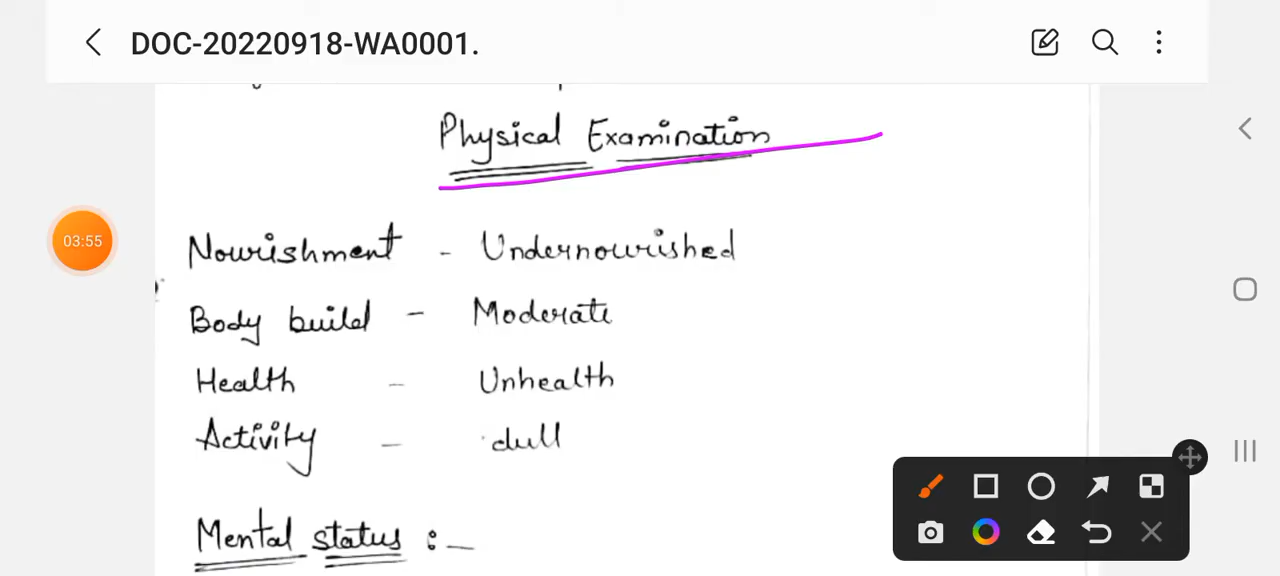 DOC-20220918-WA0001.
Physical Examination
03:55
Nourishment - Undernourished
Body build - Moderate
Health - Unhealth
Activity - dull
Mental status :-